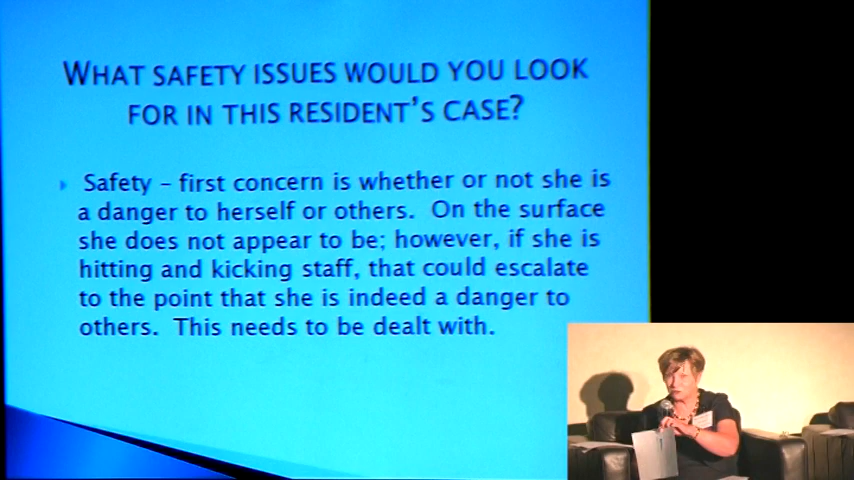 WHAT SAFETY ISSUES WOULD YOU LOOK
FOR IN THIS RESIDENT'S CASE?
Safety – first concern is whether or not she is
a danger to herself or others. On the surface
she does not appear to be; however, if she is
hitting and kicking staff, that could escalate
to the point that she is indeed a danger to
others. This needs to be dealt with.